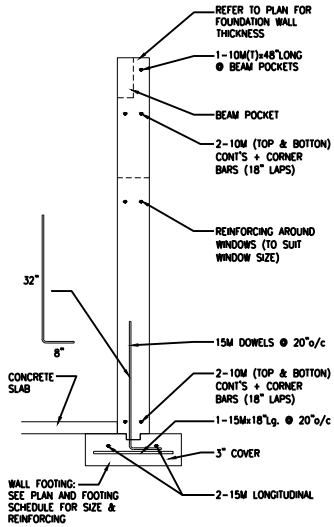 REFER TO PLAN FOR
FOUNDATION WALL
THICKNESS
1-10M(T)x48"LONG
@ BEAM POCKETS
BEAM POCKET
2-10M (TOP & BOTTON)
CONT'S + CORNER
BARS (18" LAPS)
REINFORCING AROUND
WINDOWS (TO SUIT
WINDOW SIZE)
32"
8"
15M DOWELS @ 20"o/c
CONCRETE
SLAB
2-10M (TOP & BOTTON)
CONT'S + CORNER
BARS (18" LAPS)
1-15Mx18"Lg. @ 20"o/c
3" COVER
WALL FOOTING:
SEE PLAN AND FOOTING
SCHEDULE FOR SIZE &
REINFORCING
2-15M LONGITUDINAL